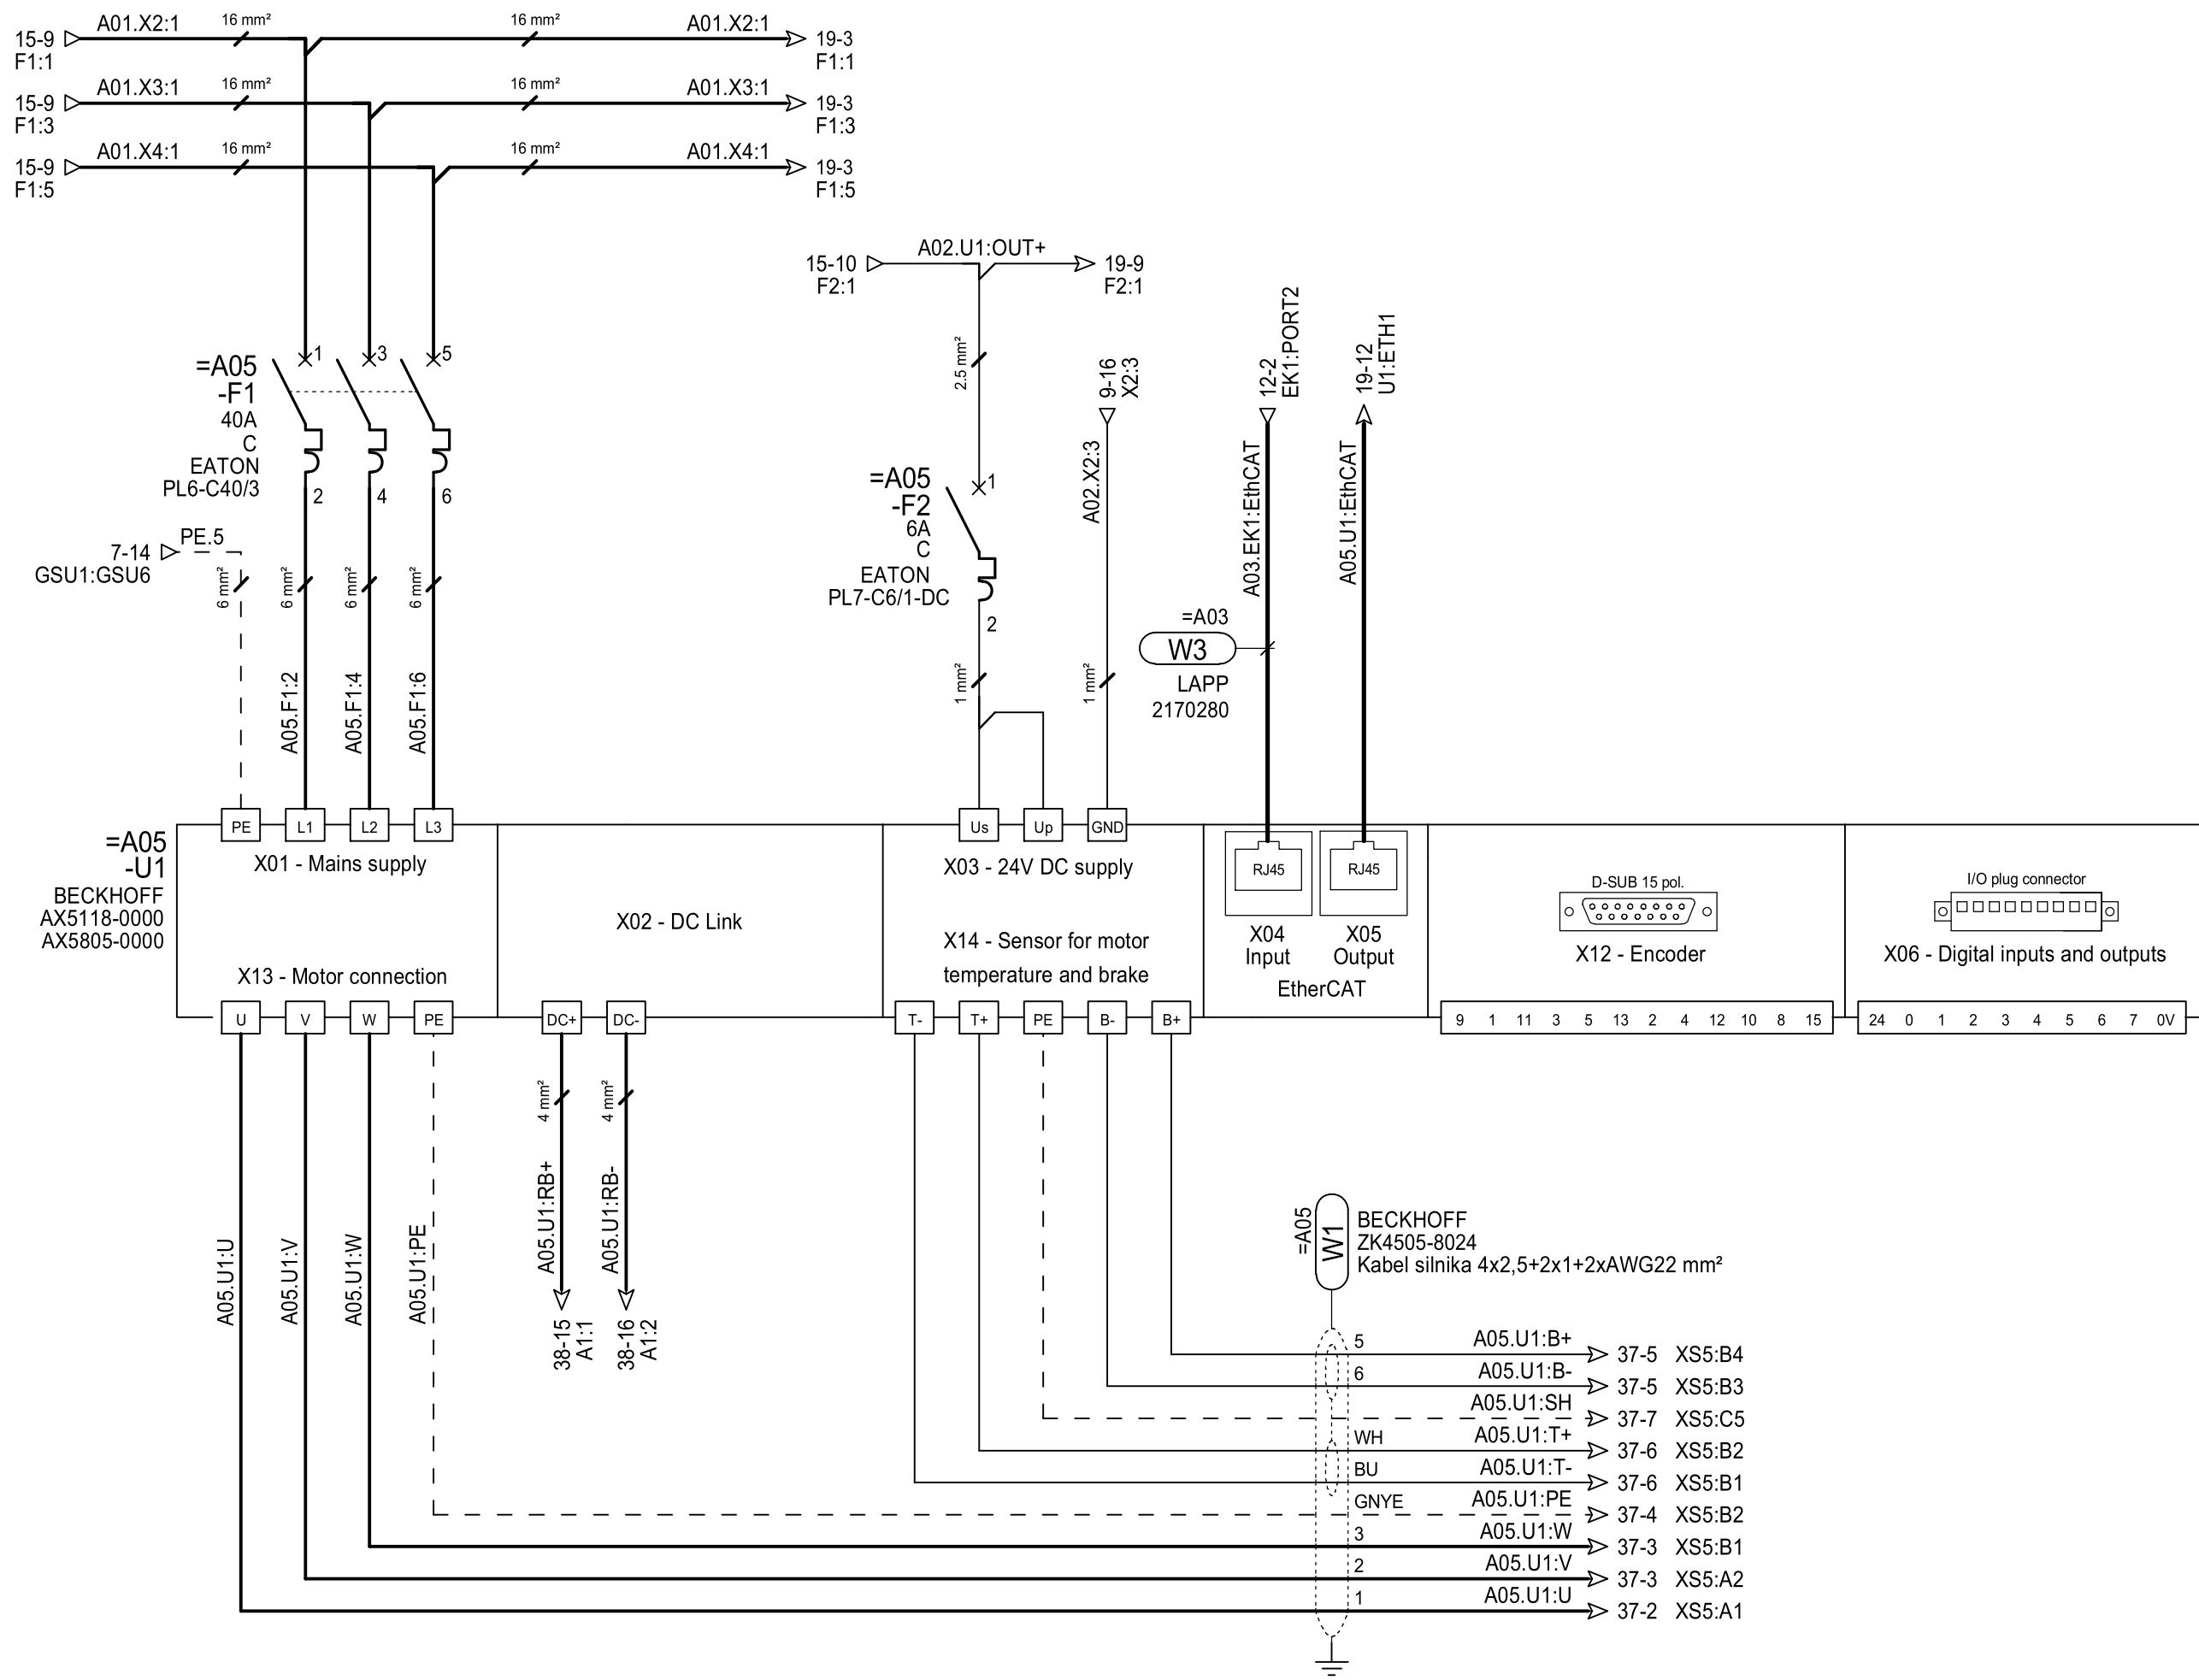 A01.X2:1 16 mm² 16 mm² A01.X2:1
15-9 19-3
F1:1 F1:1
A01.X3:1 16 mm² 16 mm² A01.X3:1
15-9 19-3
F1:3 F1:3
A01.X4:1 16 mm² 16 mm² A01.X4:1
15-9 19-3
F1:5 F1:5
A02.U1:OUT+
15-10 19-9
F2:1 F2:1
2.5 mm²
9-16
X2:3
12-2
EK1:PORT2
19-12
U1:ETH1
=A05
-F1
40A
C
EATON
PL6-C40/3
1 3 5
2 4 6
=A05
-F2
6A
C
EATON
PL7-C6/1-DC
1
2
A02.X2:3
A03.EK1:EthCAT
A05.U1:EthCAT
PE.5
7-14
GSU1:GSU6
6 mm² 6 mm² 6 mm² 6 mm²
A05.F1:2
A05.F1:4
A05.F1:6
1 mm² 1 mm²
=A03
W3
LAPP
2170280
PE L1 L2 L3 Us Up GND
=A05
-U1
BECKHOFF
AX5118-0000
AX5805-0000
X01 - Mains supply
X13 - Motor connection
X02 - DC Link
X03 - 24V DC supply
X14 - Sensor for motor
temperature and brake
RJ45 RJ45
X04 X05
Input Output
EtherCAT
D-SUB 15 pol.
X12 - Encoder
I/O plug connector
X06 - Digital inputs and outputs
U V W PE DC+ DC- T- T+ PE B- B+
9 1 11 3 5 13 2 4 12 10 8 15
24 0 1 2 3 4 5 6 7 0V
4 mm² 4 mm²
A05.U1:RB+
A05.U1:RB-
38-15
A1:1
38-16
A1:2
A05.U1:U
A05.U1:V
A05.U1:W
A05.U1:PE
=A05
W1
BECKHOFF
ZK4505-8024
Kabel silnika 4x2,5+2x1+2xAWG22 mm²
5 A05.U1:B+ 37-5 XS5:B4
6 A05.U1:B- 37-5 XS5:B3
A05.U1:SH 37-7 XS5:C5
WH A05.U1:T+ 37-6 XS5:B2
BU A05.U1:T- 37-6 XS5:B1
GNYE A05.U1:PE 37-4 XS5:B2
3 A05.U1:W 37-3 XS5:B1
2 A05.U1:V 37-3 XS5:A2
1 A05.U1:U 37-2 XS5:A1